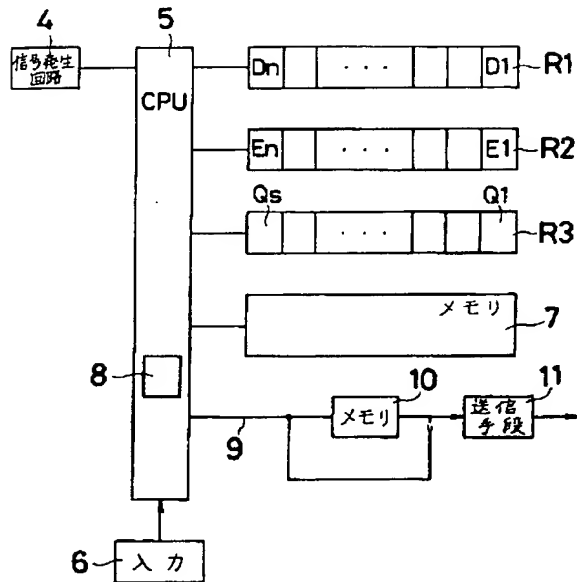 4
信号発生
回路
5
CPU
Dn ... D1 R1
En ... E1 R2
Qs Q1
... R3
メモリ
7
8
9
メモリ
10
送信
手段
11
6
入力